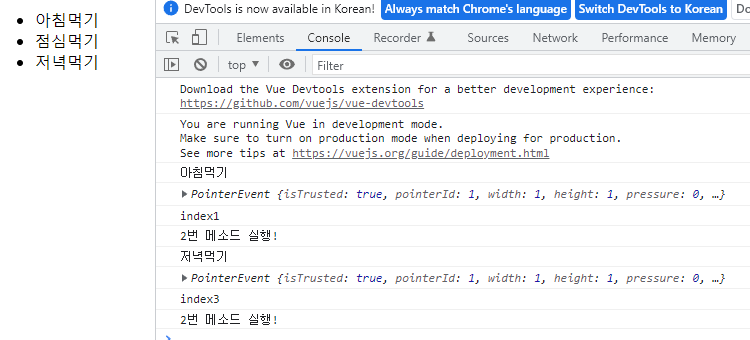 아침먹기
점심먹기
저녁먹기
DevTools is now available in Korean!
Always match Chrome's language
Switch DevTools to Korean
Do
Elements
Console
Recorder
Sources
Network
Performance
Memory
top
Filter
Download the Vue Devtools extension for a better development experience:
https://github.com/vuejs/vue-devtools
You are running Vue in development mode.
Make sure to turn on production mode when deploying for production.
See more tips at https://vuejs.org/guide/deployment.html
아침먹기
PointerEvent {isTrusted: true, pointerId: 1, width: 1, height: 1, pressure: 0, …}
index1
2번 메소드 실행!
저녁먹기
PointerEvent {isTrusted: true, pointerId: 1, width: 1, height: 1, pressure: 0, …}
index3
2번 메소드 실행!